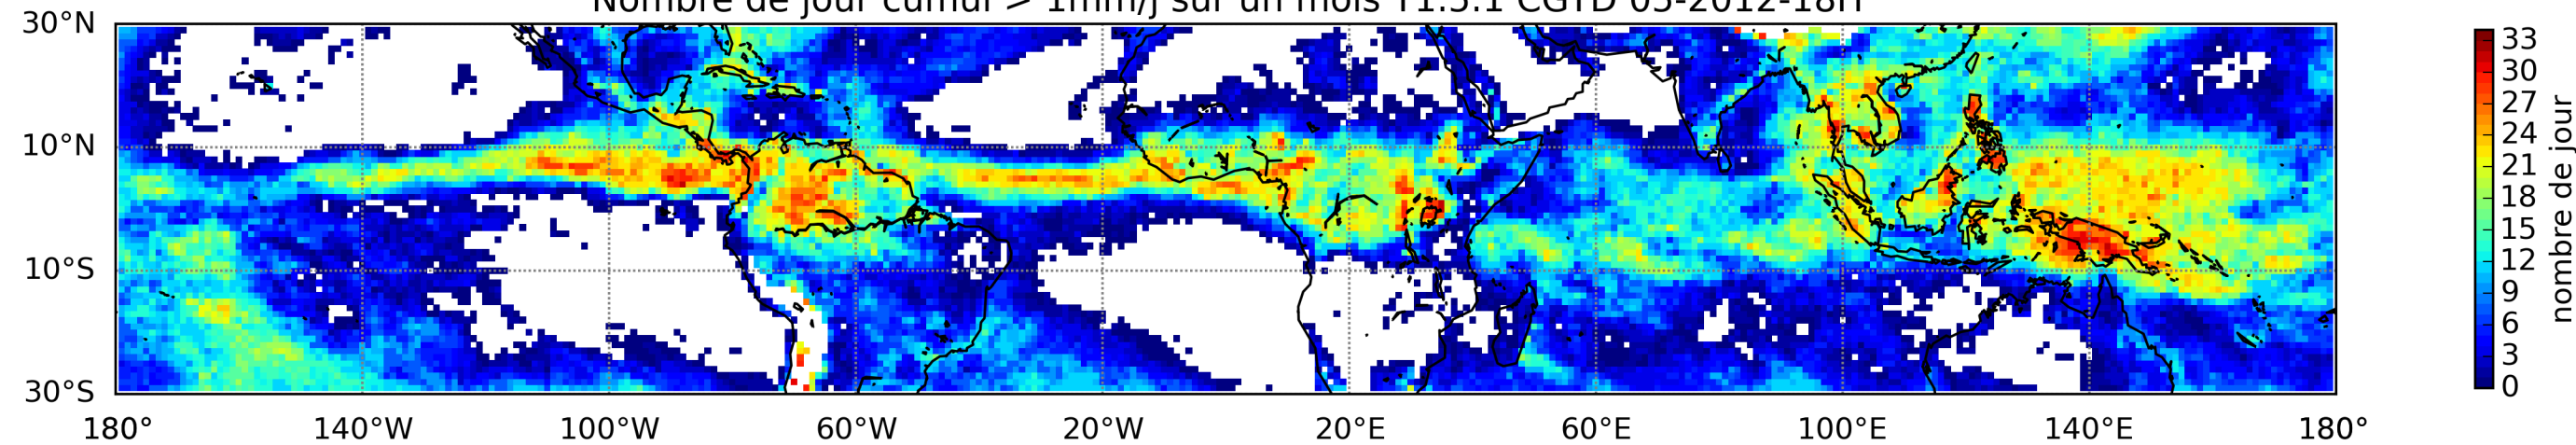 Nombre de jour cumul > 1mm/j sur un mois T1.5.1 CGTD 05-2012-18H
30°N
10°N
10°S
30°S
180° 140°W 100°W 60°W 20°W 20°E 60°E 100°E 140°E 180°
33
30
27
24
21
18
15
12
9
6
3
0
nombre de jour